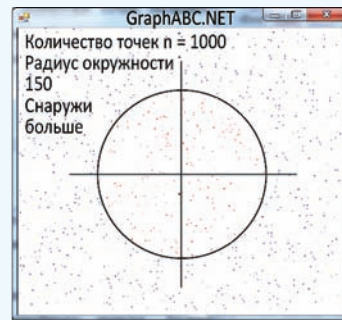 GraphABC.NET
Количество точек n = 1000
Радиус окружности
150
Снаружи
больше